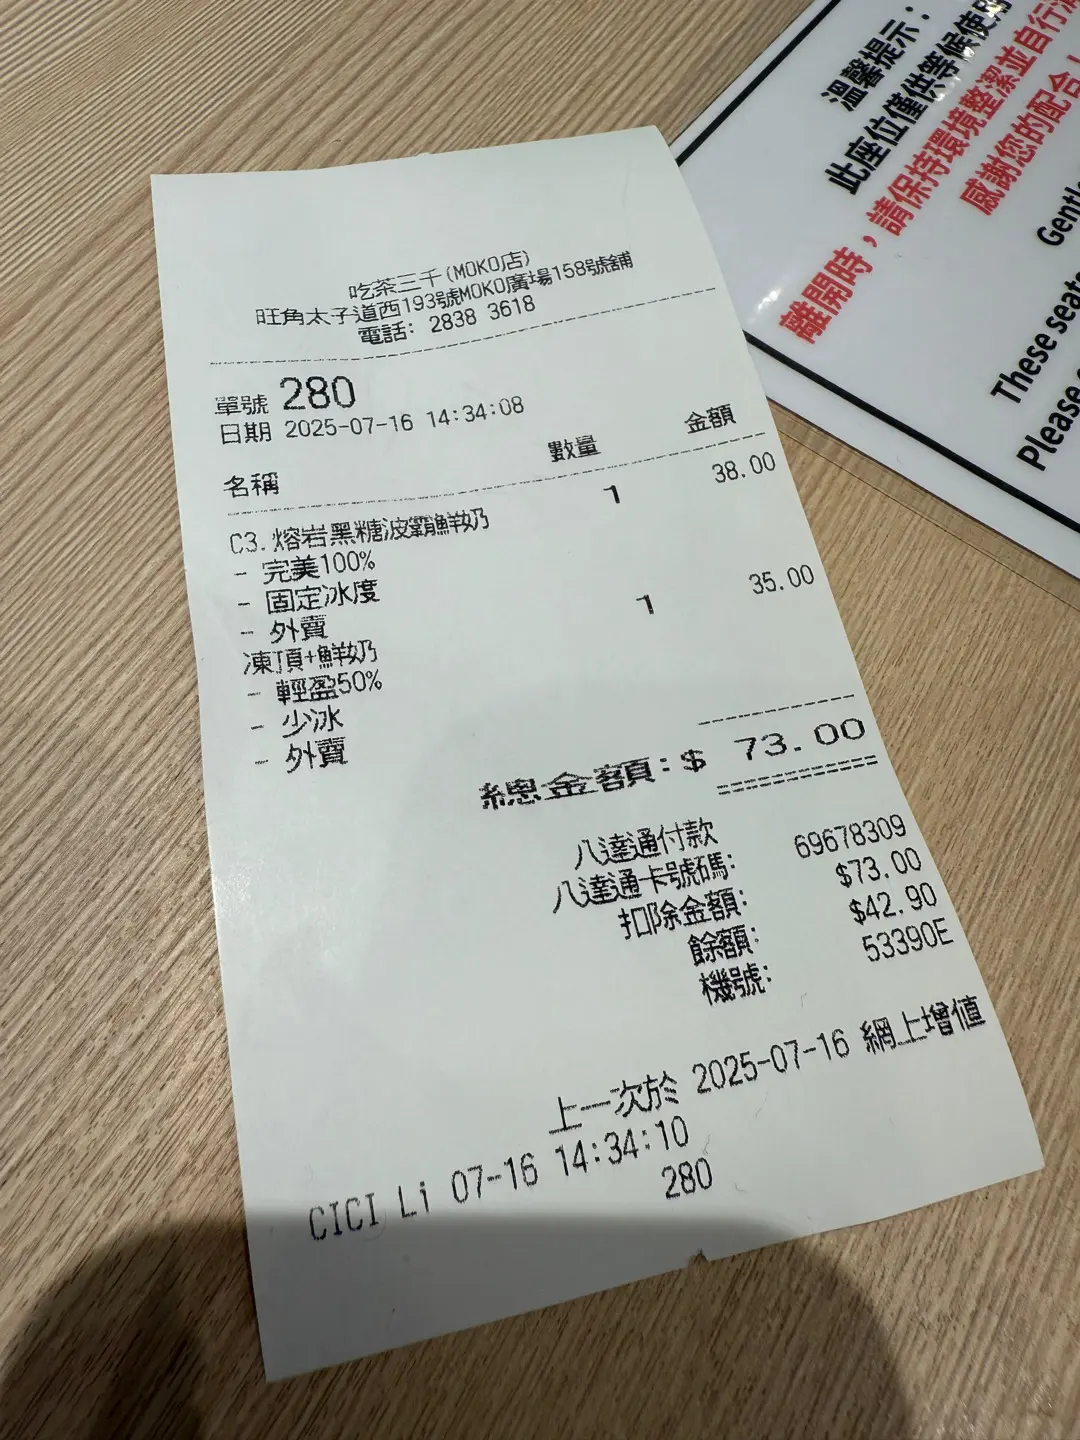 吃茶三千(MOKO店)
旺角太子道西193號MOKO廣場158號舖
電話: 2838 3618
單號 280
日期 2025-07-16 14:34:08
名稱 數量 金額
C3.熔岩黑糖波霸鮮奶 1 38.00
- 完美100%
- 固定冰度
- 外賣
凍頂+鮮奶 1 35.00
- 輕盈50%
- 少冰
- 外賣
總金額:$ 73.00
八達通付款
八達通卡號碼: 69678309
扣除金額: $73.00
餘額: $42.90
機號: 53390E
上一次於 2025-07-16 網上增值
CICI Li 07-16 14:34:10
280
溫馨提示:
此座位僅供等候使用
離開時,請保持環境整潔並自行清
感謝您的配合!
These seats
Please